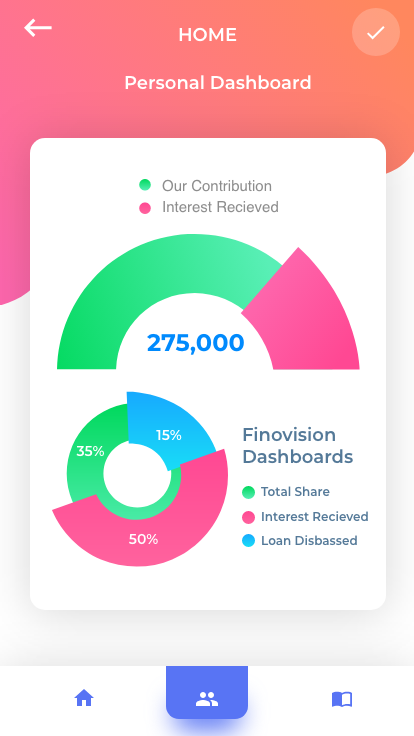 HOME
Personal Dashboard
Our Contribution
Interest Recieved
275,000
15%
35%
50%
Finovision
Dashboards
Total Share
Interest Recieved
Loan Disbassed